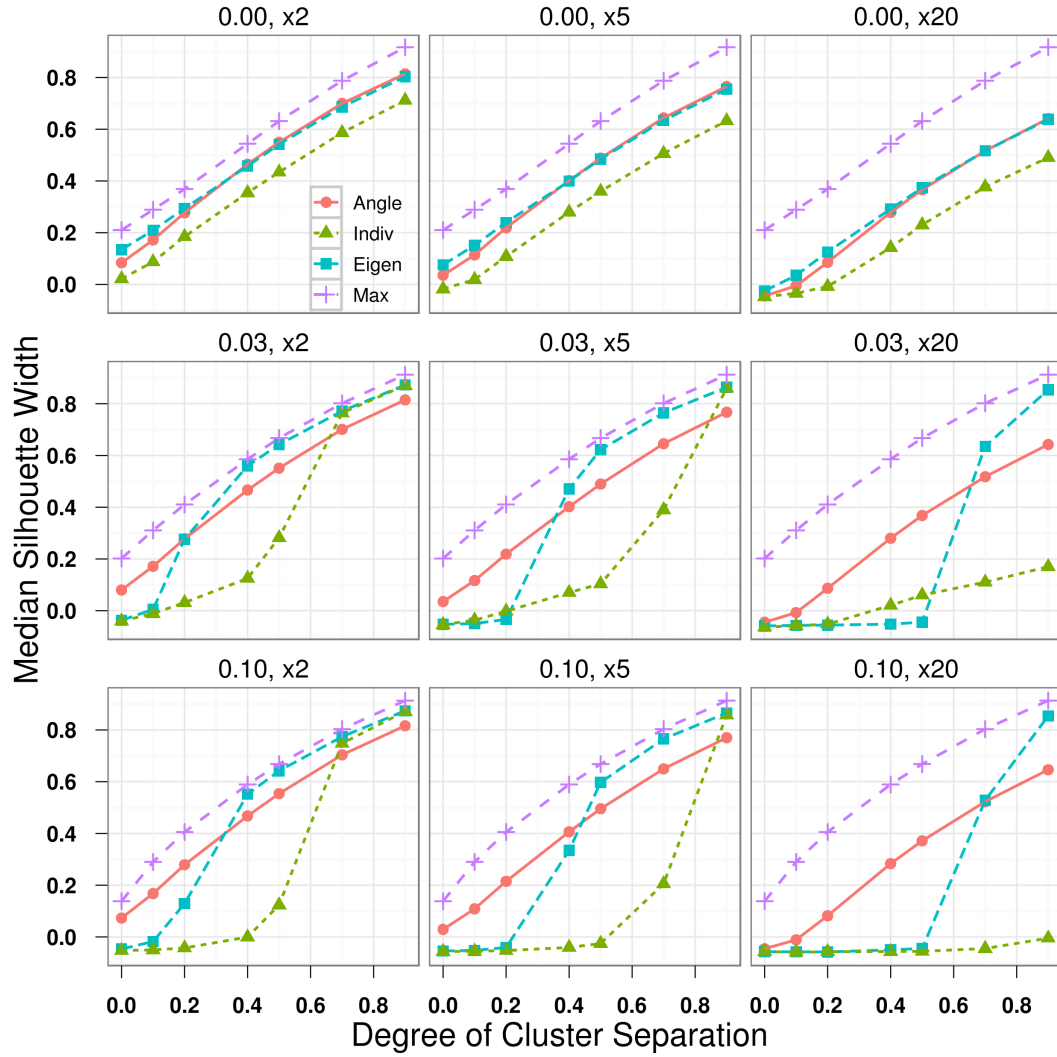 0.00, x2
0.00, x5
0.00, x20
0.8
0.6
0.4
0.2
0.0
Angle
Indiv
Eigen
Max
0.03, x2
0.03, x5
0.03, x20
0.8
0.6
0.4
0.2
0.0
Median Silhouette Width
0.10, x2
0.10, x5
0.10, x20
0.8
0.6
0.4
0.2
0.0
0.0 0.2 0.4 0.6 0.8 0.0 0.2 0.4 0.6 0.8 0.0 0.2 0.4 0.6 0.8
Degree of Cluster Separation